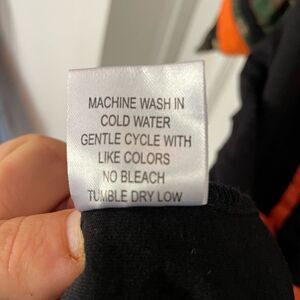 MACHINE WASH IN
COLD WATER
GENTLE CYCLE WITH
LIKE COLORS
NO BLEACH
TUMBLE DRY LOW